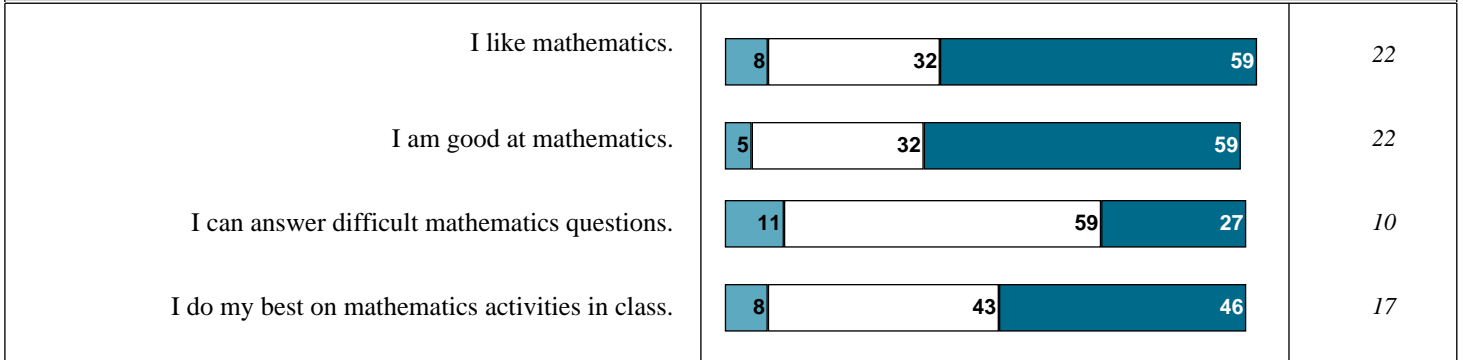 I like mathematics. 8 32 59 22
I am good at mathematics. 5 32 59 22
I can answer difficult mathematics questions. 11 59 27 10
I do my best on mathematics activities in class. 8 43 46 17